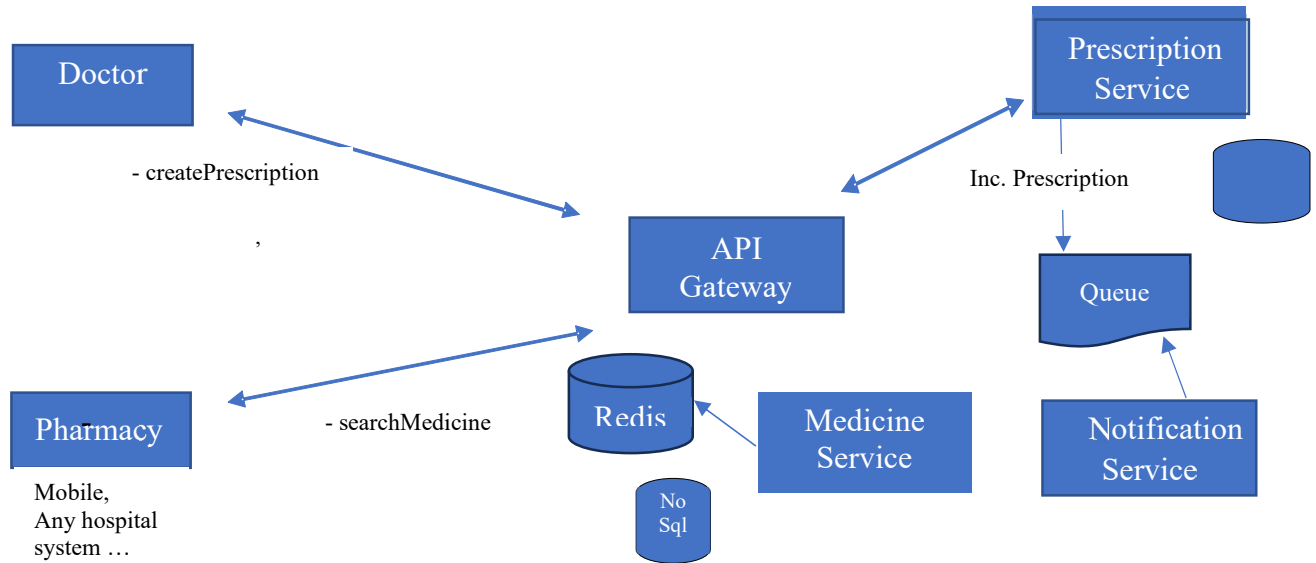 Doctor
Prescription
Service
- createPrescription
,
Inc. Prescription
API
Gateway
Queue
Pharmacy
-
- searchMedicine
Redis
Medicine
Service
Notification
Service
Mobile,
Any hospital
system …
No
Sql